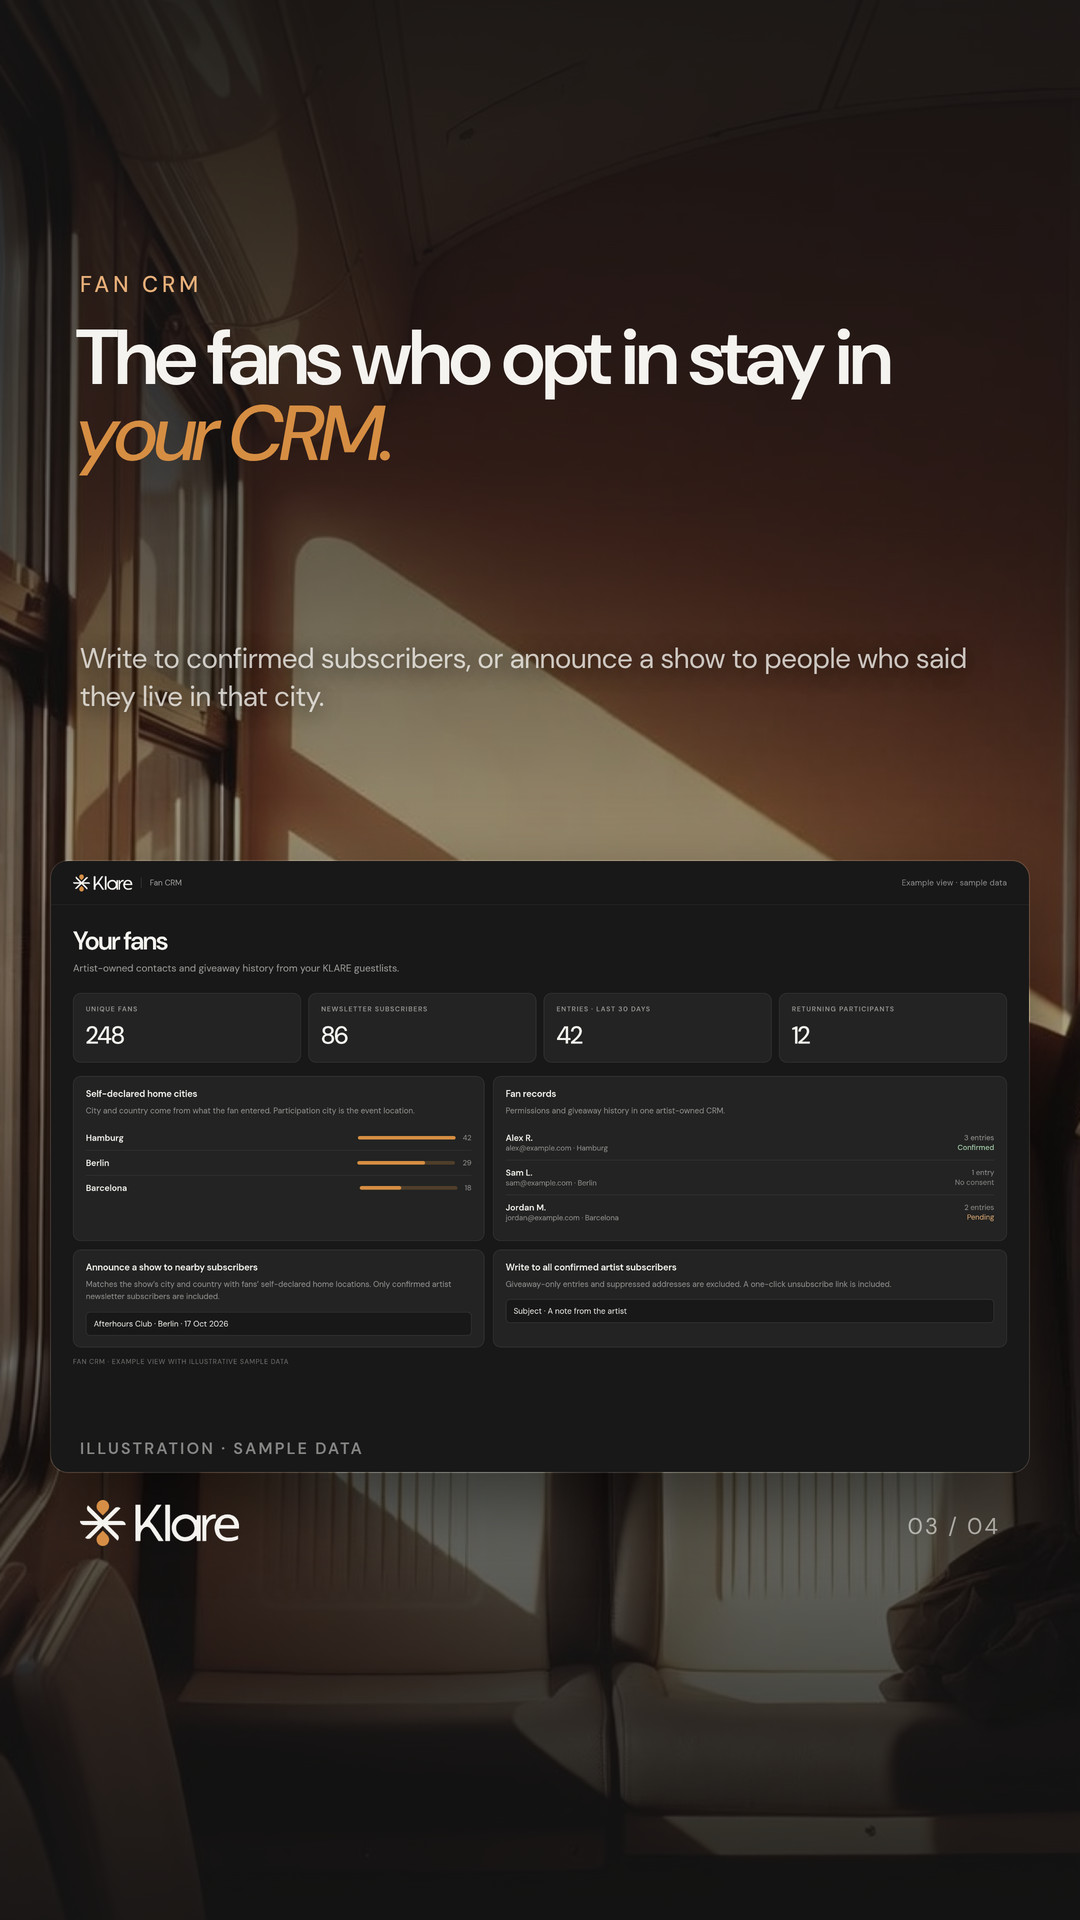 FAN CRM
The fans who opt in stay in
your CRM.
Write to confirmed subscribers, or announce a show to people who said
they live in that city.
Klare
Fan CRM
Example view · sample data
Your fans
Artist-owned contacts and giveaway history from your KLARE guestlists.
UNIQUE FANS
248
NEWSLETTER SUBSCRIBERS
86
ENTRIES · LAST 30 DAYS
42
RETURNING PARTICIPANTS
12
Self-declared home cities
City and country come from what the fan entered. Participation city is the event location.
Hamburg 42
Berlin 29
Barcelona 18
Fan records
Permissions and giveaway history in one artist-owned CRM.
Alex R. 3 entries
alex@example.com · Hamburg Confirmed
Sam L. 1 entry
sam@example.com · Berlin No consent
Jordan M. 2 entries
jordan@example.com · Barcelona Pending
Announce a show to nearby subscribers
Matches the show's city and country with fans' self-declared home locations. Only confirmed artist
newsletter subscribers are included.
Afterhours Club · Berlin · 17 Oct 2026
Write to all confirmed artist subscribers
Giveaway-only entries and suppressed addresses are excluded. A one-click unsubscribe link is included.
Subject · A note from the artist
FAN CRM · EXAMPLE VIEW WITH ILLUSTRATIVE SAMPLE DATA
ILLUSTRATION · SAMPLE DATA
Klare
03 / 04